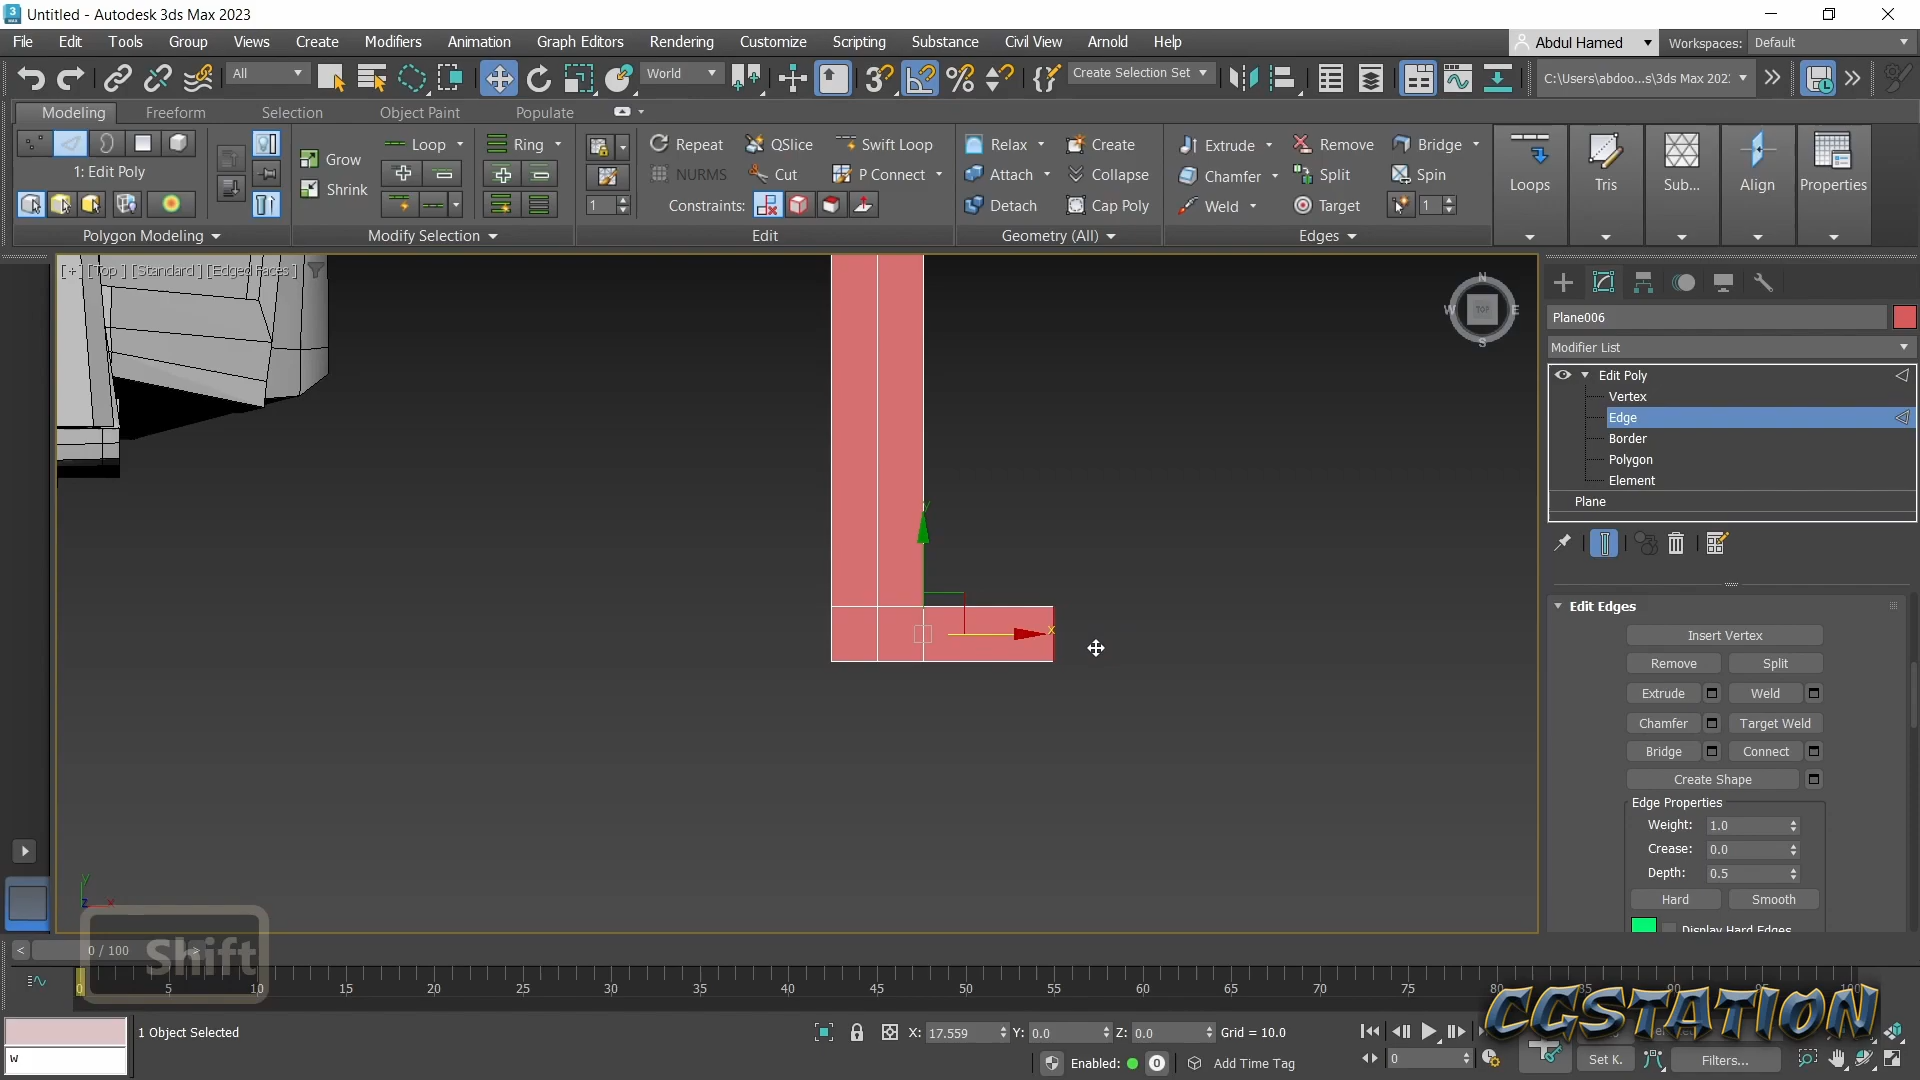 Untitled - Autodesk 3ds Max 2023
File Edit Tools Group Views Create Modifiers Animation Graph Editors Rendering Customize Scripting Substance Civil View Arnold Help
Abdul Hamed Workspaces: Default
All World Create Selection Set C:\Users\abdoo...s\3ds Max 202
Modeling Freeform Selection Object Paint Populate
Loop Ring Repeat QSlice Swift Loop Relax Create Extrude Remove Bridge
Grow NURMS Cut P Connect Attach Collapse Chamfer Split Spin
1: Edit Poly Shrink 1 Constraints: Detach Cap Poly Weld Target 1
Loops Tris Sub... Align Properties
Polygon Modeling Modify Selection Edit Geometry (All) Edges
[+] [Top ] [Standard ] [Edged Faces ]
N
W TOP E
S
Plane006
Modifier List
Edit Poly
Vertex
Edge
Border
Polygon
Element
Plane
y
x
Edit Edges
Insert Vertex
Remove Split
Extrude Weld
Chamfer Target Weld
Bridge Connect
Create Shape
Edge Properties
Weight: 1.0
Crease: 0.0
Depth: 0.5
Hard Smooth
Display Hard Edges
y
z x
Shift
< 0 / 100 >
0 5 10 15 20 25 30 35 40 45 50 55 60 65 70 75 80
CGSTATION
1 Object Selected X: 17.559 Y: 0.0 Z: 0.0 Grid = 10.0
w
Enabled: 0 Add Time Tag 0 Set K. Filters...